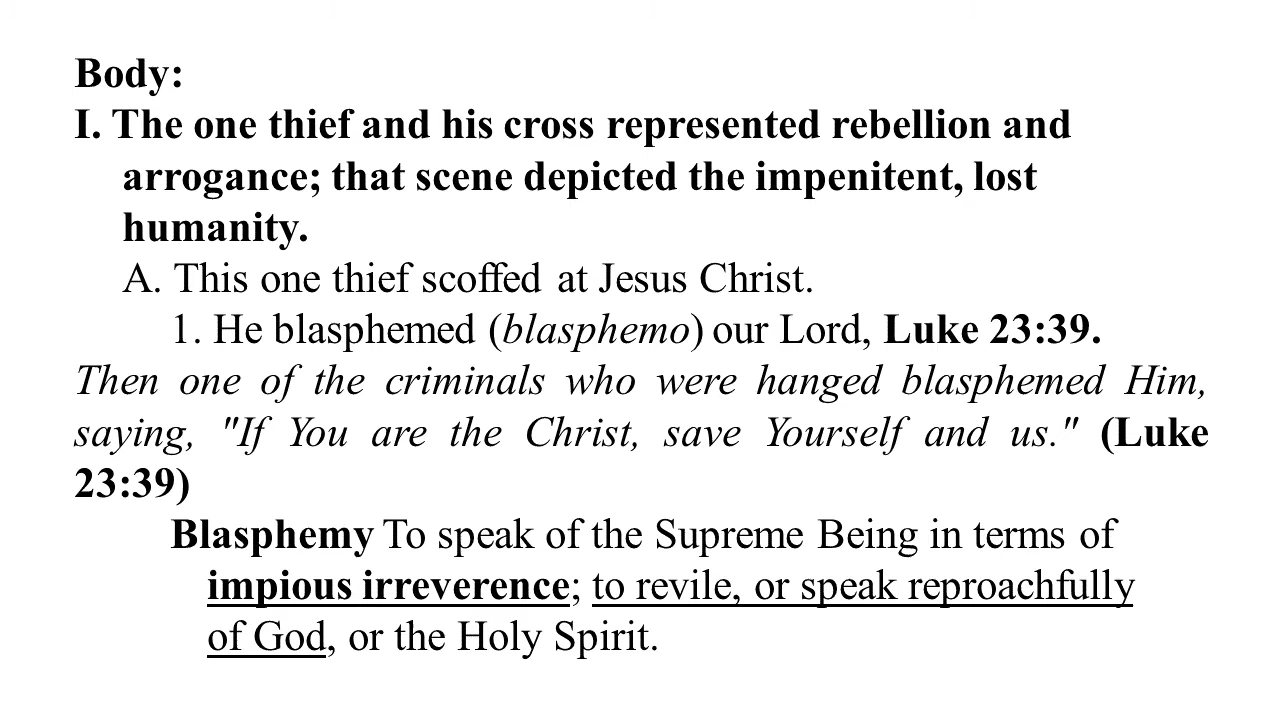 Body:
I. The one thief and his cross represented rebellion and
arrogance; that scene depicted the impenitent, lost
humanity.
A. This one thief scoffed at Jesus Christ.
1. He blasphemed (blasphemo) our Lord, Luke 23:39.
Then one of the criminals who were hanged blasphemed Him,
saying, "If You are the Christ, save Yourself and us." (Luke
23:39)
Blasphemy To speak of the Supreme Being in terms of
impious irreverence; to revile, or speak reproachfully
of God, or the Holy Spirit.